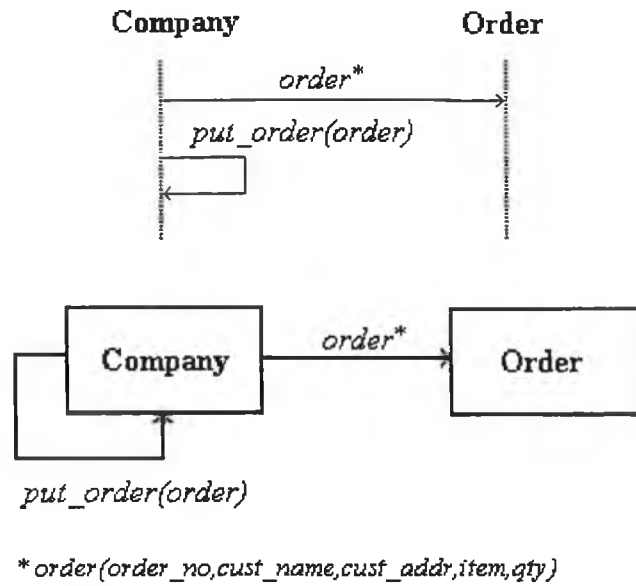 Company Order
order*
put_order(order)
Company order* Order
put_order(order)
* order(order_no,cust_name,cust_addr,item,qty)